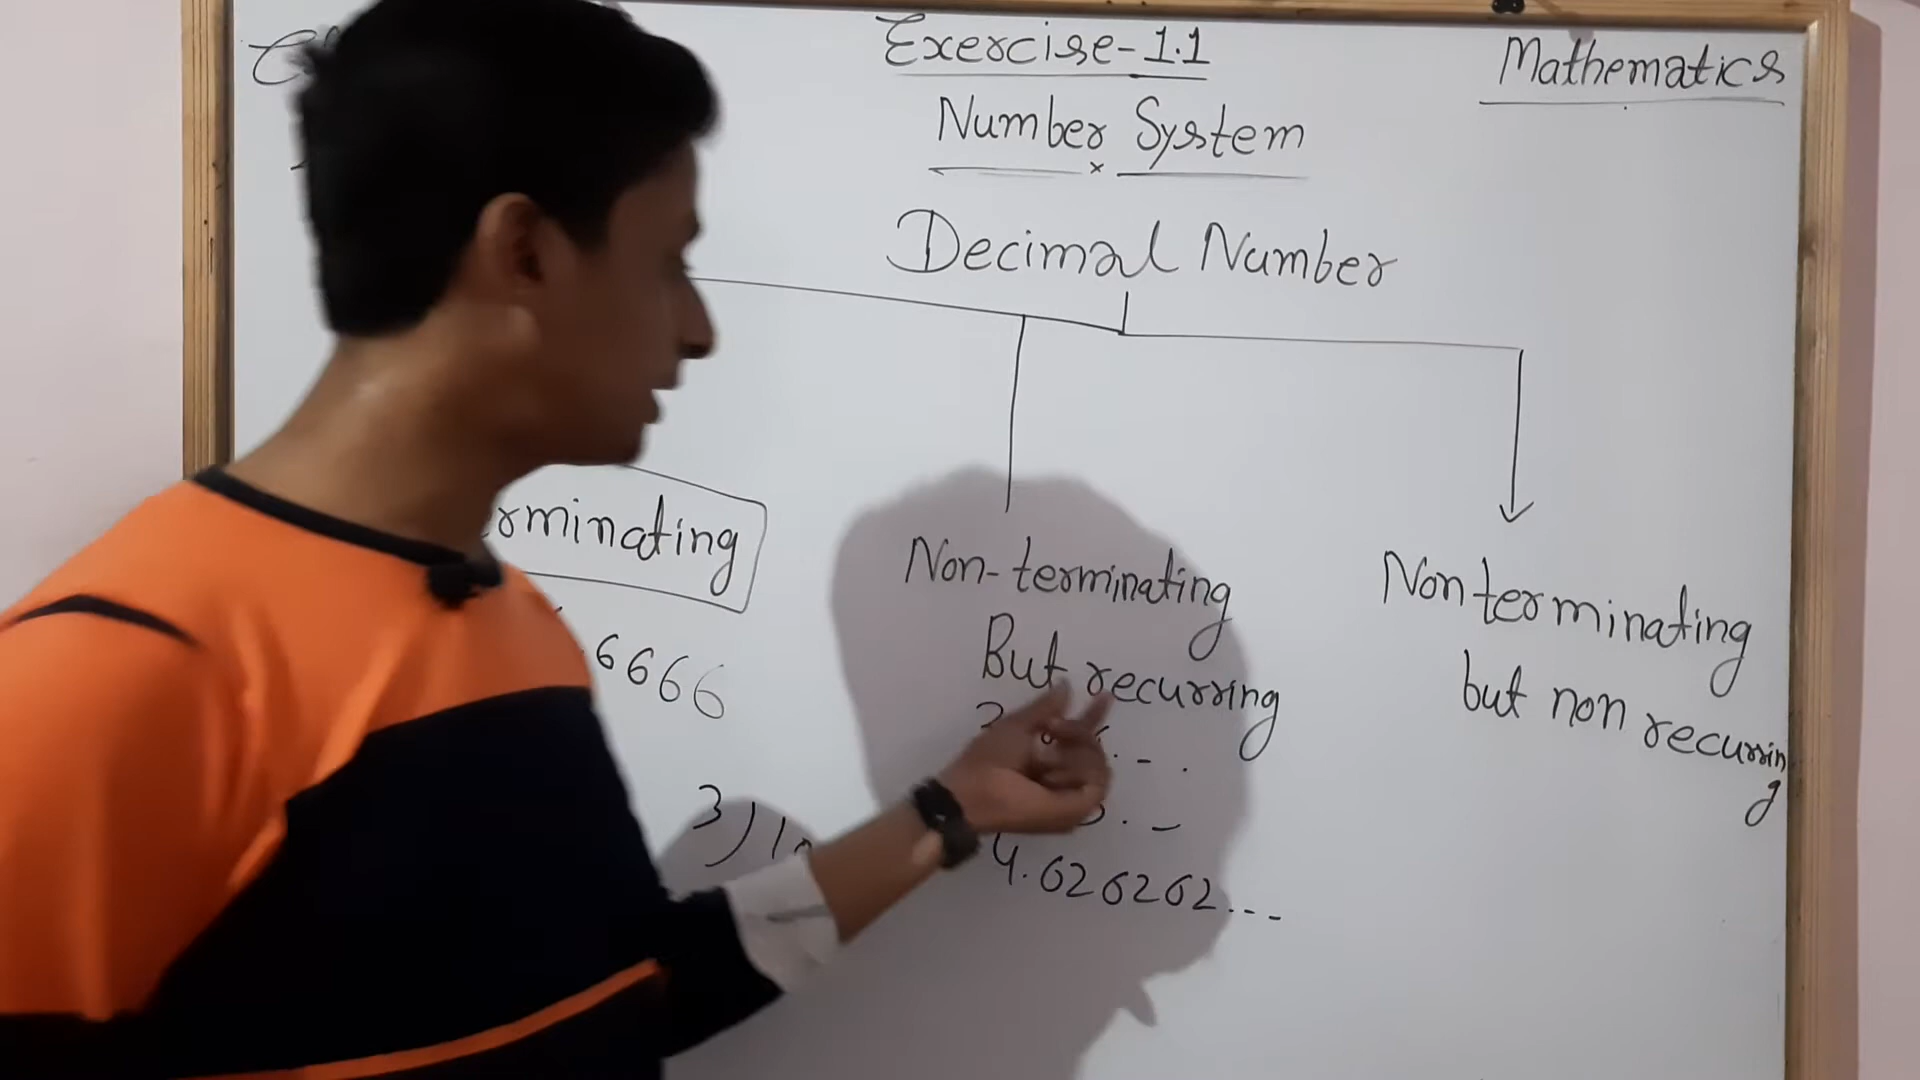 Exercise-1.1
Mathematics
Number System
Decimal Number
rminating
Non-terminating
But recurring
Non terminating
but non recurring
6666
3)
4.626262...